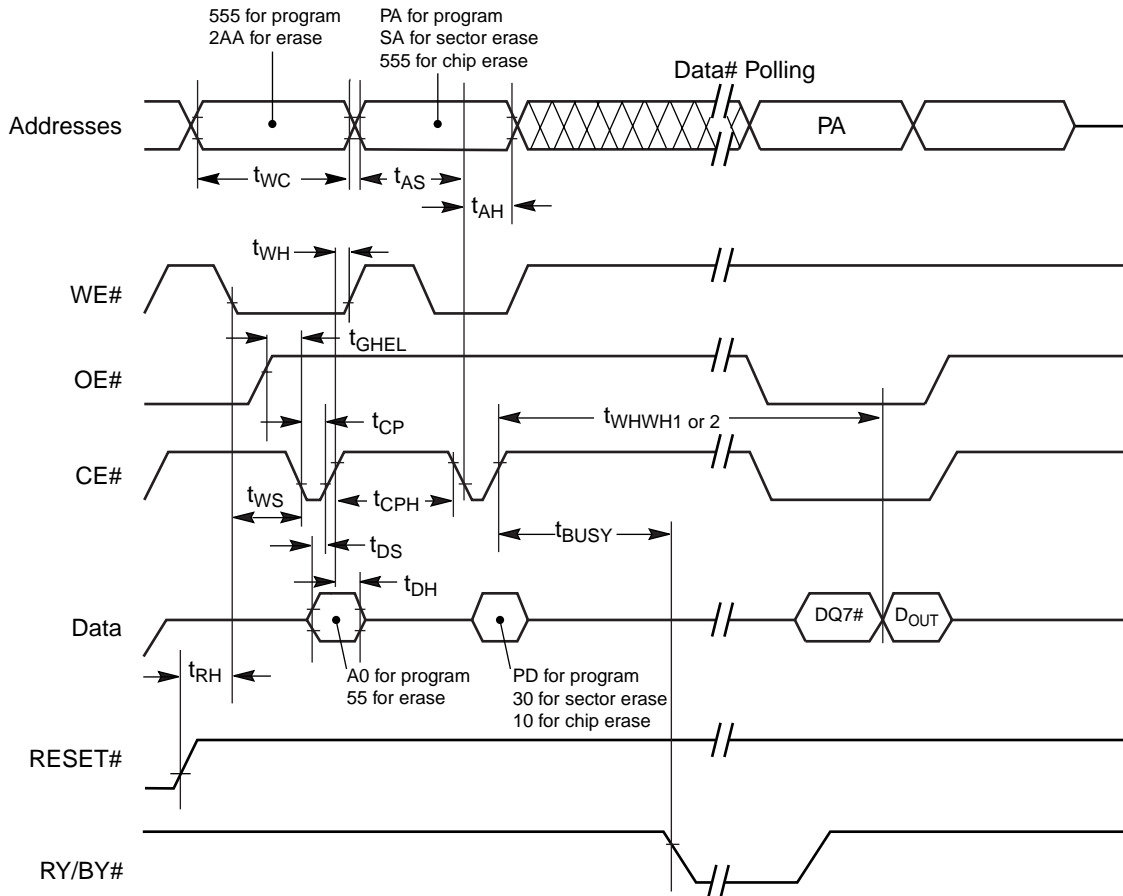 555 for program
2AA for erase
PA for program
SA for sector erase
555 for chip erase
Data# Polling
Addresses
PA
tWC
tAS
tAH
tWH
WE#
tGHEL
OE#
tWHWH1 or 2
tCP
CE#
tWS
tCPH
tBUSY
tDS
tDH
Data
DQ7#
DOUT
tRH
A0 for program
55 for erase
PD for program
30 for sector erase
10 for chip erase
RESET#
RY/BY#